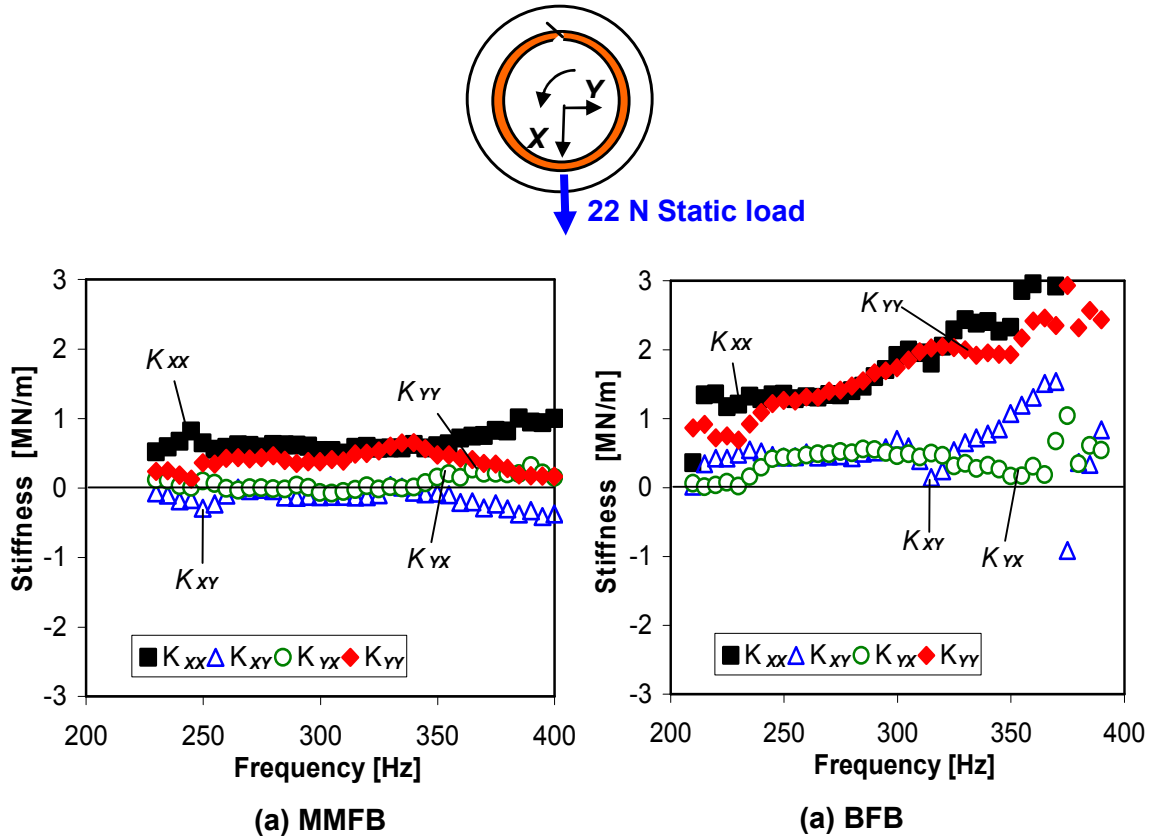 Y
X
22 N Static load
Stiffness [MN/m]
3
2
1
0
-1
-2
-3
K XX
K YY
K XY
K YX
K XX K XY K YX K YY
200 250 300 350 400
Frequency [Hz]
(a) MMFB
Stiffness [MN/m]
3
2
1
0
-1
-2
-3
K YY
K XX
K XY
K YX
K XX K XY K YX K YY
200 250 300 350 400
Frequency [Hz]
(a) BFB